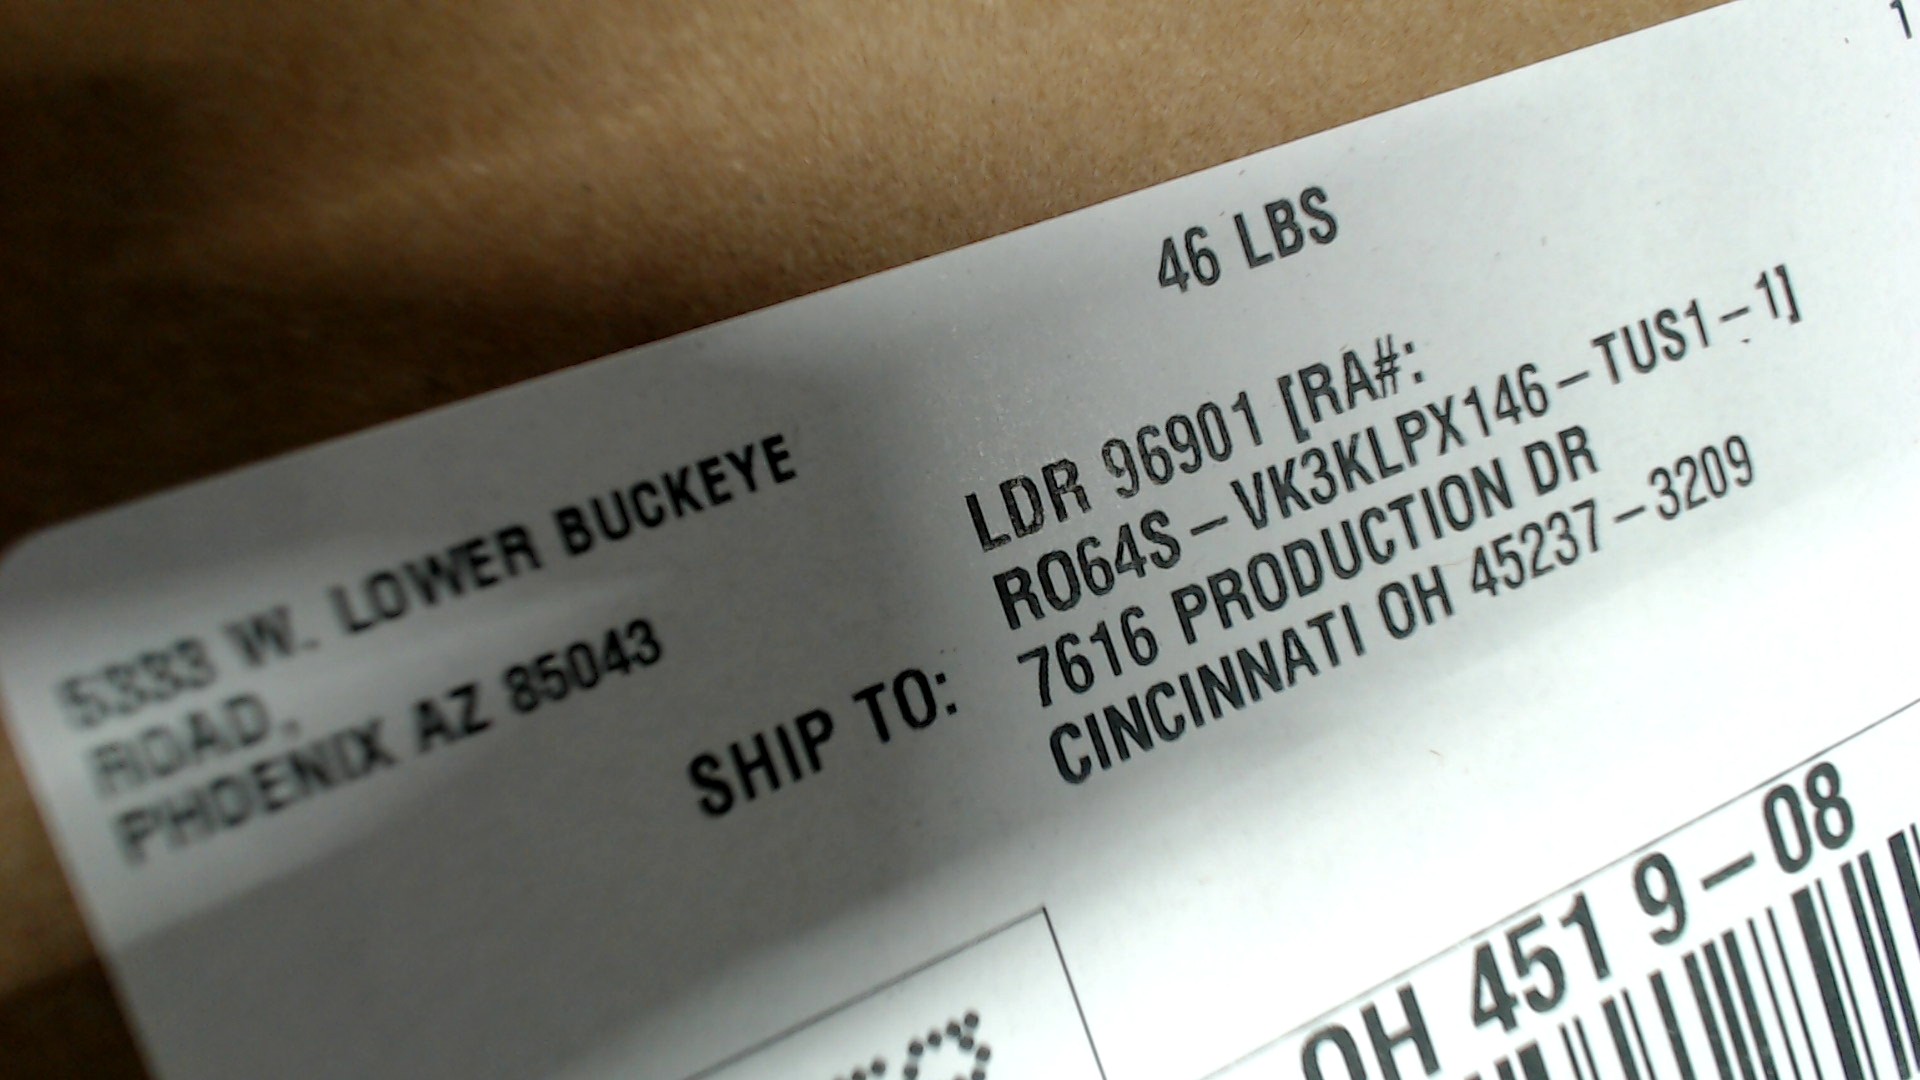 46 LBS
5333 W. LOWER BUCKEYE
ROAD,
PHOENIX AZ 85043
SHIP TO:
LDR 96901 [RA#:
RO64S-VK3KLPX146-TUS1-1]
7616 PRODUCTION DR
CINCINNATI OH 45237-3209
OH 451 9-08